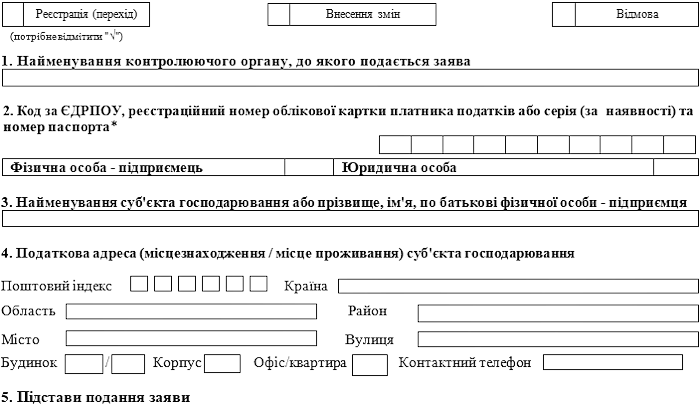 Реєстрація (перехід) Внесення змін Відмова
(потрібне відмітити "√")
1. Найменування контролюючого органу, до якого подається заява
2. Код за ЄДРПОУ, реєстраційний номер облікової картки платника податків або серія (за наявності) та
номер паспорта*
Фізична особа - підприємець Юридична особа
3. Найменування суб'єкта господарювання або прізвище, ім'я, по батькові фізичної особи - підприємця
4. Податкова адреса (місцезнаходження / місце проживання) суб'єкта господарювання
Поштовий індекс Країна
Область Район
Місто Вулиця
Будинок / Корпус Офіс/квартира Контактний телефон
5. Підстави подання заяви